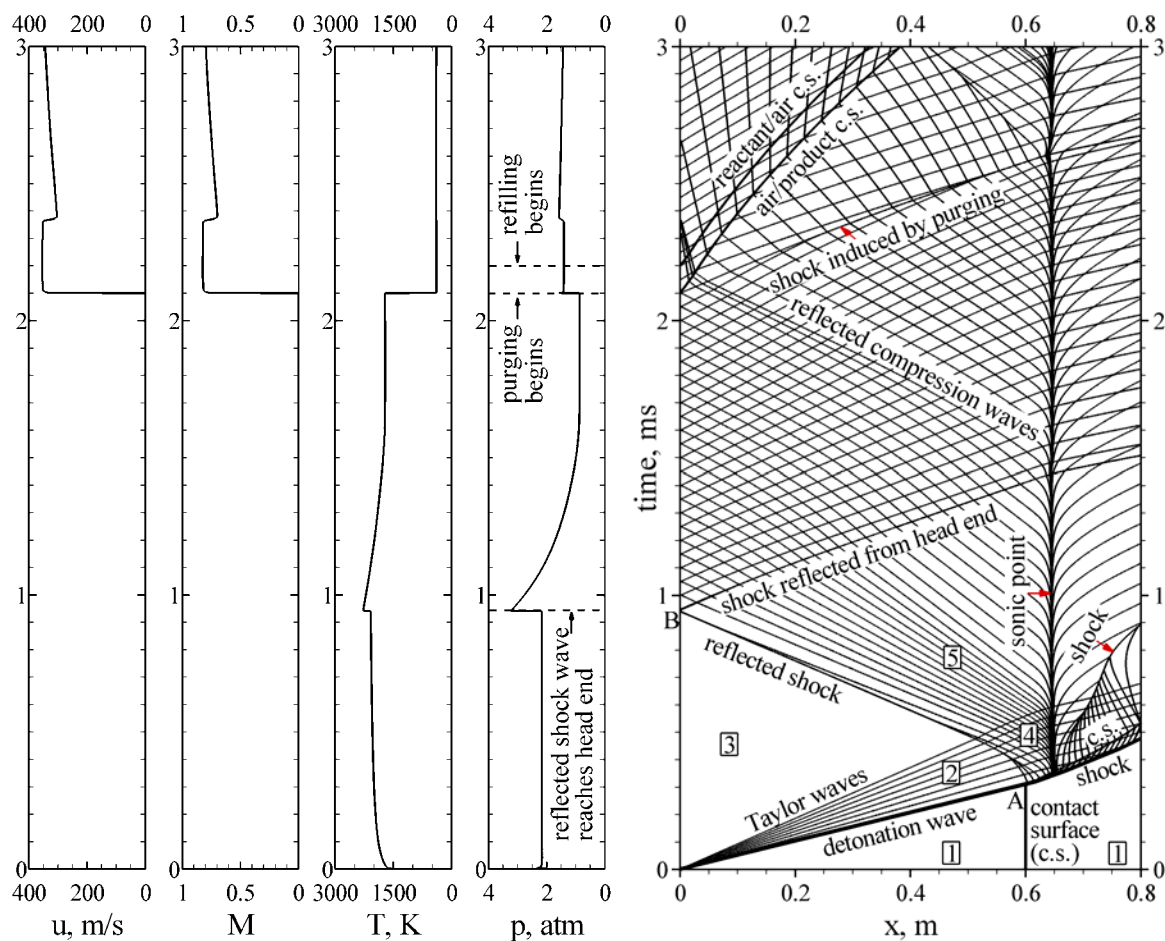 400 200 0
1 0.5 0
3000 1500 0
4 2 0
0 0.2 0.4 0.6 0.8
3
3
3
3
3
3
2
2
2
2
2
2
1
1
1
1
1
1
0
0
0
0
0
0
400 200 0
1 0.5 0
3000 1500 0
4 2 0
0 0.2 0.4 0.6 0.8
u, m/s
M
T, K
p, atm
x, m
time, ms
refilling
begins
purging
begins
reflected shock wave
reaches head end
reactant/air c.s.
air/product c.s.
shock induced by purging
reflected compression waves
shock reflected from head end
sonic point
B
reflected shock
shock
5
3
4
c.s.
2
Taylor waves
shock
A
detonation wave
contact
surface
(c.s.)
1
1